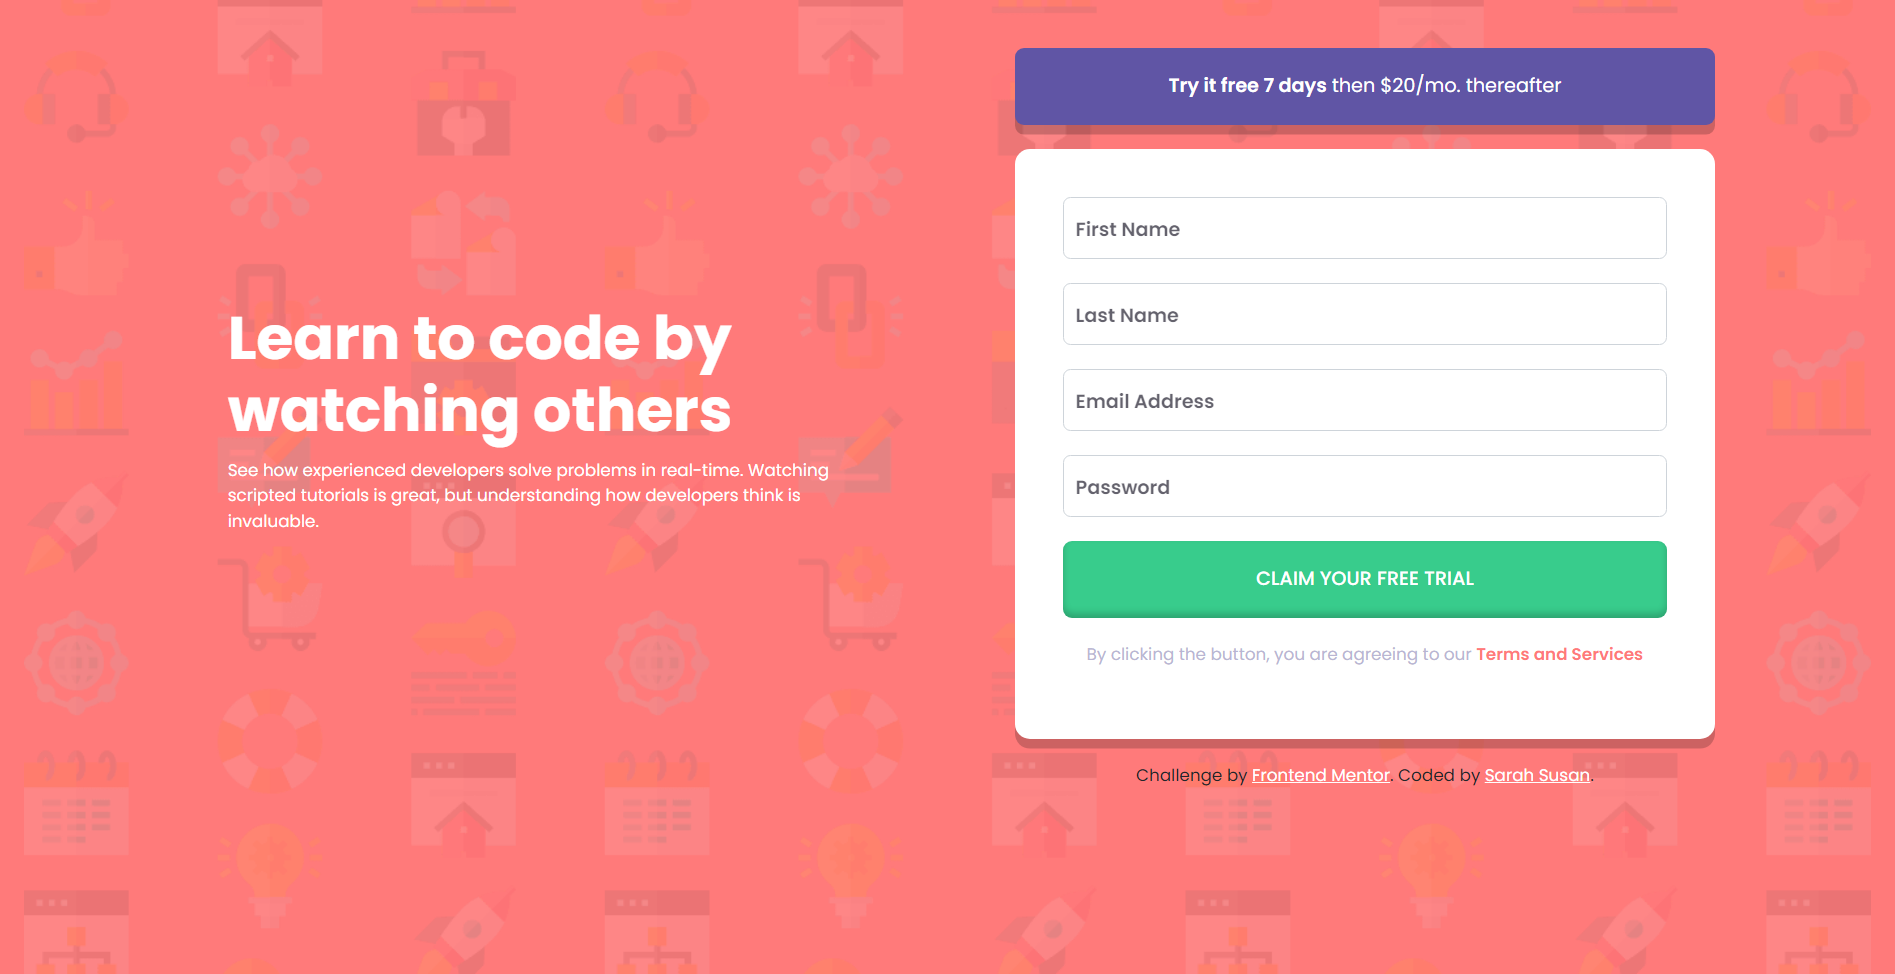 Learn to code by
watching others
See how experienced developers solve problems in real-time. Watching
scripted tutorials is great, but understanding how developers think is
invaluable.
Try it free 7 days then $20/mo. thereafter
First Name
Last Name
Email Address
Password
CLAIM YOUR FREE TRIAL
By clicking the button, you are agreeing to our Terms and Services
Challenge by Frontend Mentor. Coded by Sarah Susan.